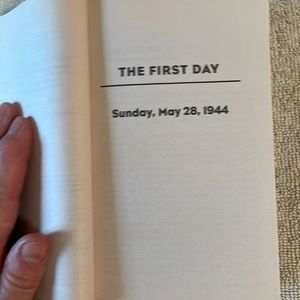 THE FIRST DAY
Sunday, May 28, 1944